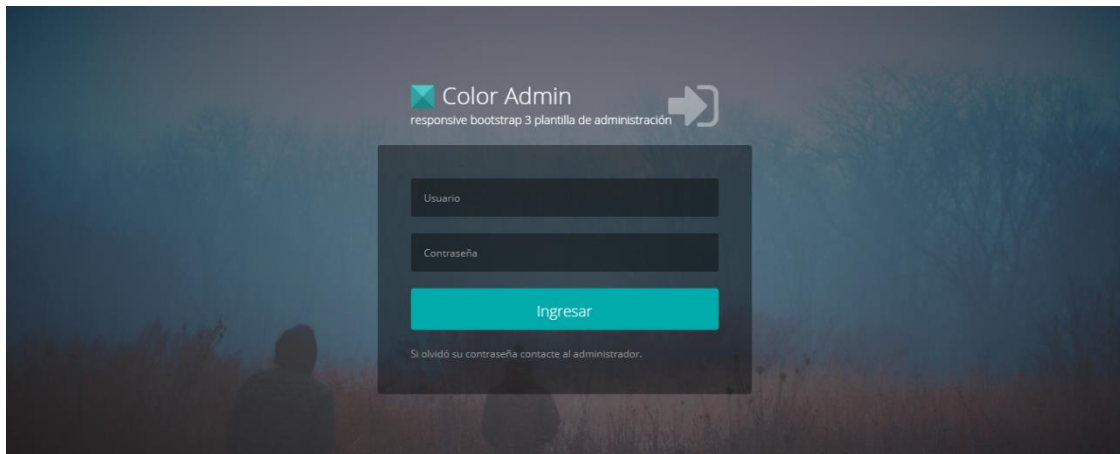 Color Admin
responsive bootstrap 3 plantilla de administración
Usuario
Contraseña
Ingresar
Si olvidó su contraseña contacte al administrador.